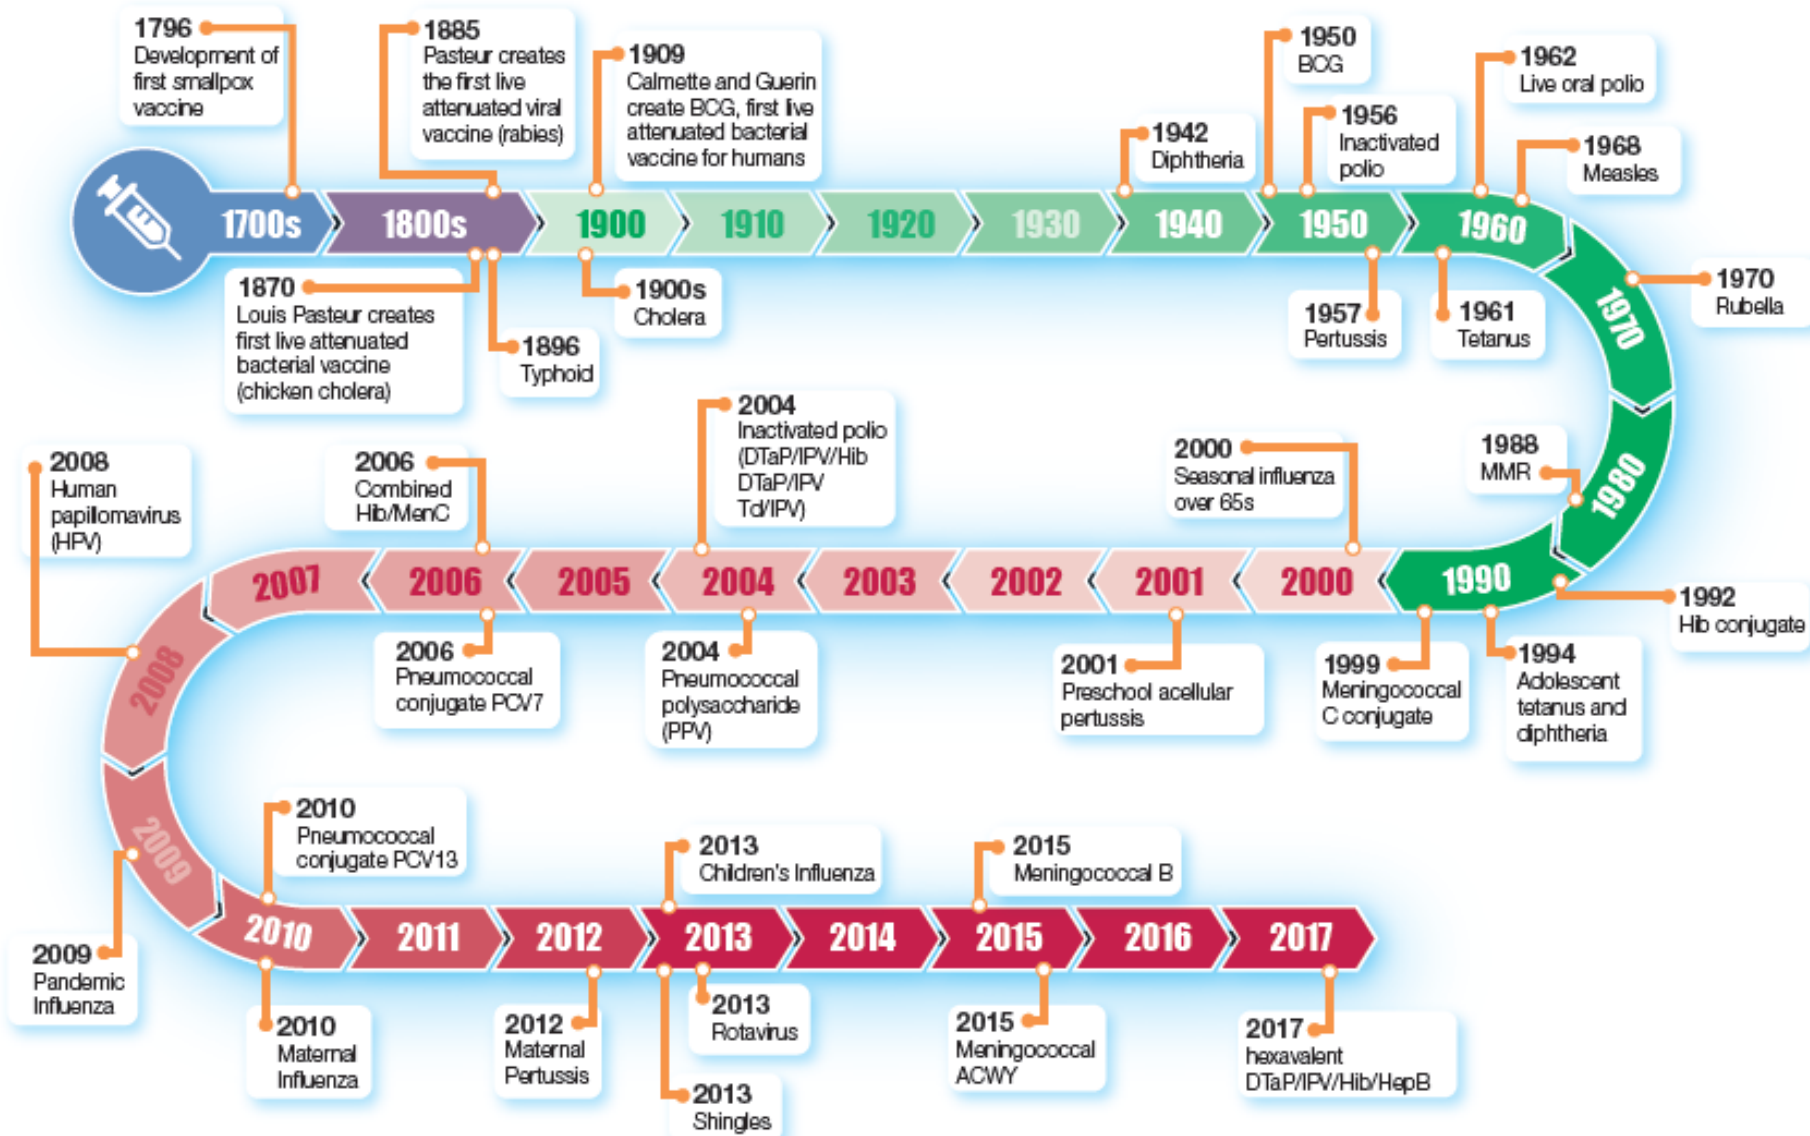 1796
Development of
first smallpox
vaccine
1885
Pasteur creates
the first live
attenuated viral
vaccine (rabies)
1909
Calmette and Guerin
create BCG, first live
attenuated bacterial
vaccine for humans
1942
Diphtheria
1950
BCG
1956
Inactivated
polio
1962
Live oral polio
1968
Measles
1700s
1800s
1900
1910
1920
1930
1940
1950
1960
1870
Louis Pasteur creates
first live attenuated
bacterial vaccine
(chicken cholera)
1896
Typhoid
1900s
Cholera
1957
Pertussis
1961
Tetanus
1970
Rubella
1970
1980
1988
MMR
2008
Human
papillomavirus
(HPV)
2006
Combined
Hib/MenC
2004
Inactivated polio
(DTaP/IPV/Hib
DTaP/IPV
Td/IPV)
2000
Seasonal influenza
over 65s
2007
2006
2005
2004
2003
2002
2001
2000
1990
1992
Hib conjugate
2006
Pneumococcal
conjugate PCV7
2004
Pneumococcal
polysaccharide
(PPV)
2001
Preschool acellular
pertussis
1999
Meningococcal
C conjugate
1994
Adolescent
tetanus and
diphtheria
2008
2009
2010
Pneumococcal
conjugate PCV13
2013
Children's Influenza
2015
Meningococcal B
2010
2011
2012
2013
2014
2015
2016
2017
2009
Pandemic
Influenza
2010
Maternal
Influenza
2012
Maternal
Pertussis
2013
Rotavirus
2013
Shingles
2015
Meningococcal
ACWY
2017
hexavalent
DTaP/IPV/Hib/HepB